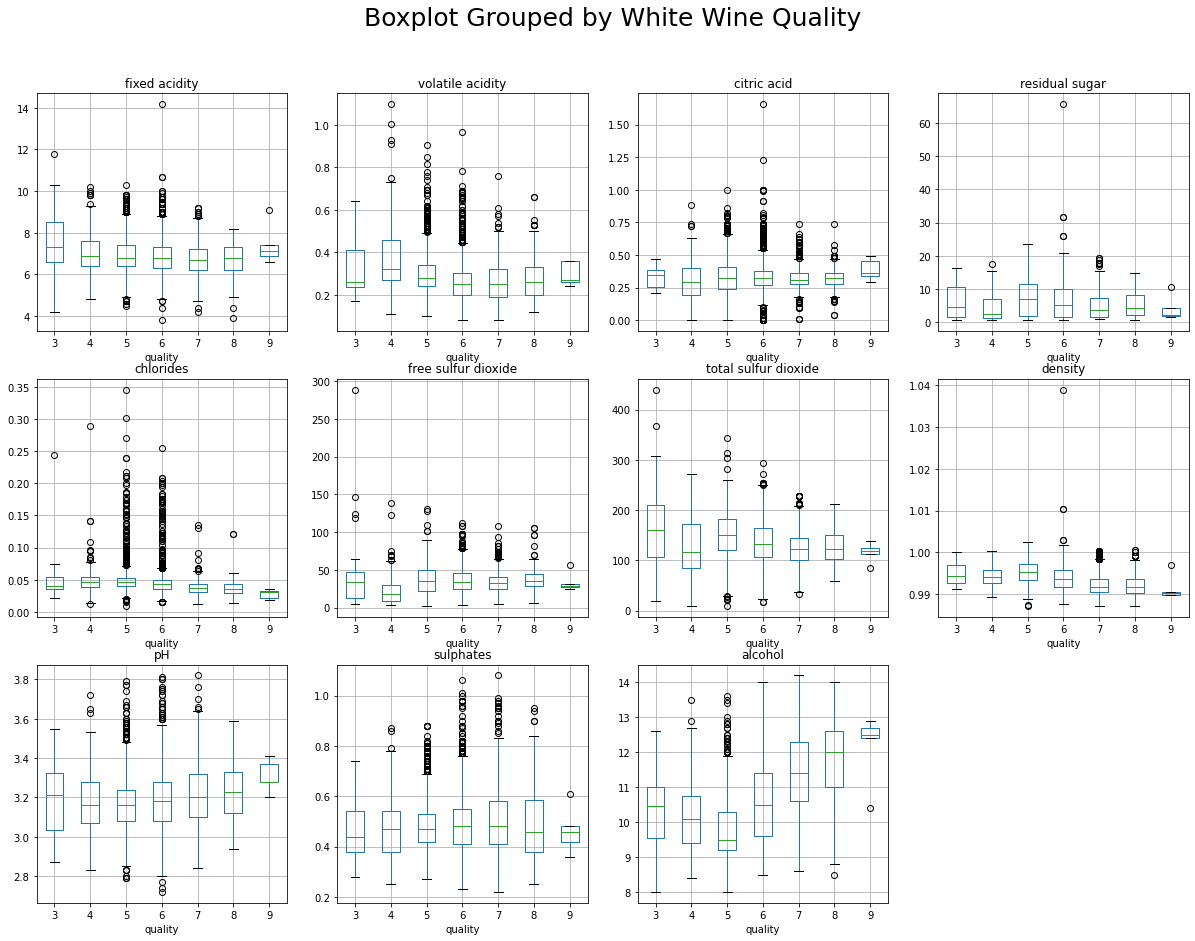 Boxplot Grouped by White Wine Quality
fixed acidity
14
12
10
8
6
4
3 4 5 6 7 8 9
quality
volatile acidity
1.0
0.8
0.6
0.4
0.2
3 4 5 6 7 8 9
quality
citric acid
1.50
1.25
1.00
0.75
0.50
0.25
0.00
3 4 5 6 7 8 9
quality
residual sugar
60
50
40
30
20
10
0
3 4 5 6 7 8 9
quality
chlorides
0.35
0.30
0.25
0.20
0.15
0.10
0.05
0.00
3 4 5 6 7 8 9
quality
free sulfur dioxide
300
250
200
150
100
50
0
3 4 5 6 7 8 9
quality
total sulfur dioxide
400
300
200
100
0
3 4 5 6 7 8 9
quality
density
1.04
1.03
1.02
1.01
1.00
0.99
3 4 5 6 7 8 9
quality
pH
3.8
3.6
3.4
3.2
3.0
2.8
3 4 5 6 7 8 9
quality
sulphates
1.0
0.8
0.6
0.4
0.2
3 4 5 6 7 8 9
quality
alcohol
14
13
12
11
10
9
8
3 4 5 6 7 8 9
quality